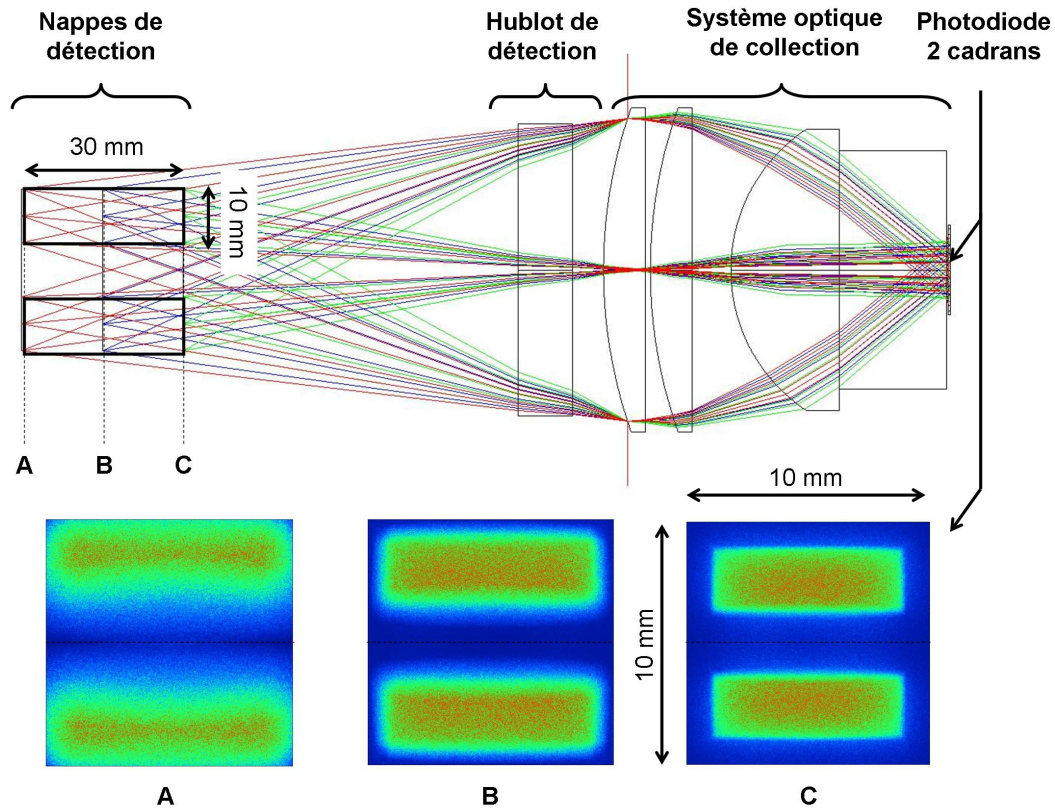 Nappes de
détection
Hublot de
détection
Système optique
de collection
Photodiode
2 cadrans
30 mm
10 mm
A
B
C
10 mm
10 mm
A
B
C